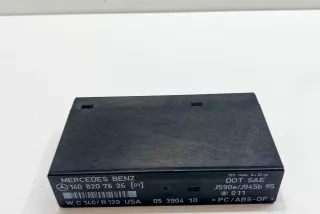 MERCEDES BENZ
140 820 76 26 [01]
W.C 140/R 129 USA 05 3904 10
DOT SAE
J590e/J945b 95
011
>PC/ABS-GF<